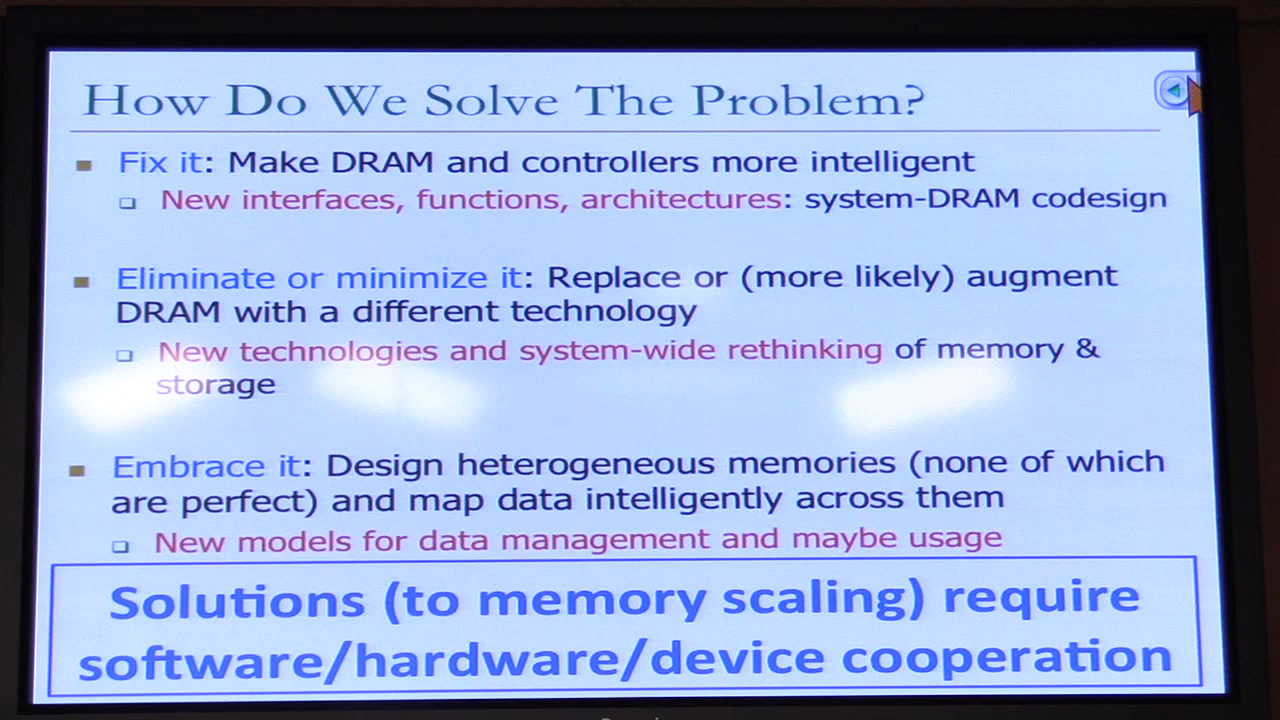 How Do We Solve The Problem?
Fix it: Make DRAM and controllers more intelligent
New interfaces, functions, architectures: system-DRAM codesign
Eliminate or minimize it: Replace or (more likely) augment
DRAM with a different technology
New technologies and system-wide rethinking of memory &
storage
Embrace it: Design heterogeneous memories (none of which
are perfect) and map data intelligently across them
New models for data management and maybe usage
Solutions (to memory scaling) require
software/hardware/device cooperation